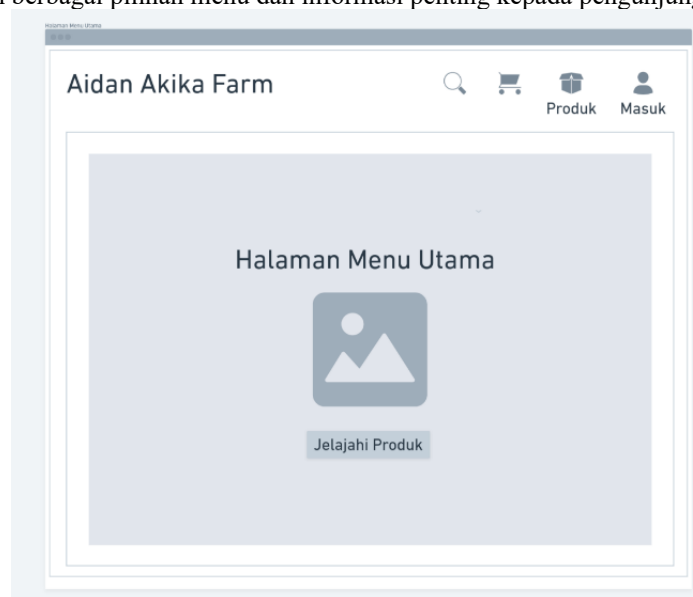 berbagai pilihan menu dan informasi penting kepada pengunjung
Halaman Menu Utama
Aidan Akika Farm
Produk
Masuk
Halaman Menu Utama
Jelajahi Produk